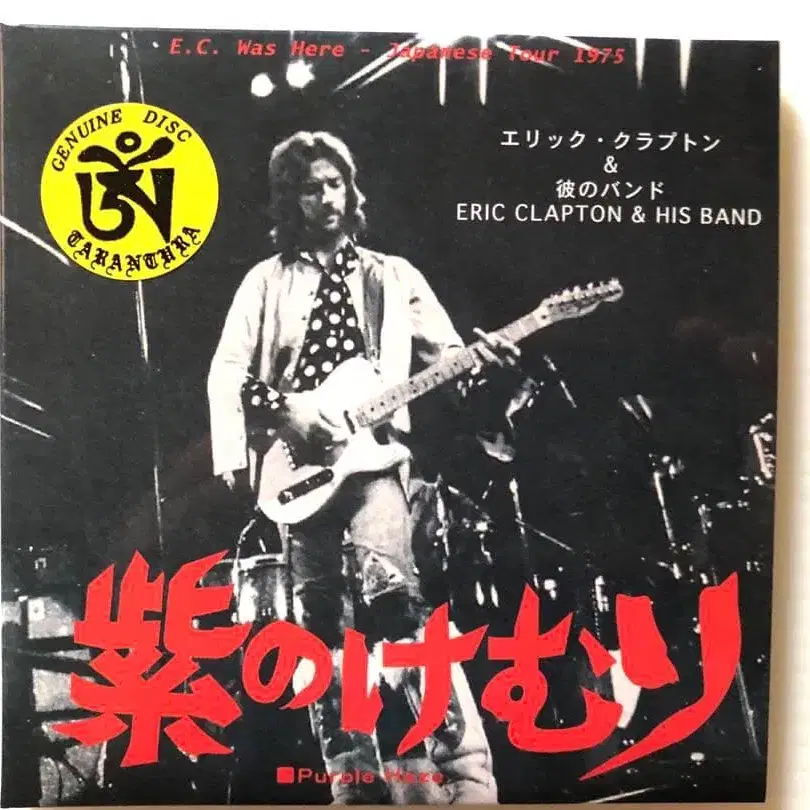 E.C. Was Here - Japanese Tour 1975
GENUINE DISC
TARANTURA
エリック・クラプトン
&
彼のバンド
ERIC CLAPTON & HIS BAND
紫のけむり
■Purple Haze